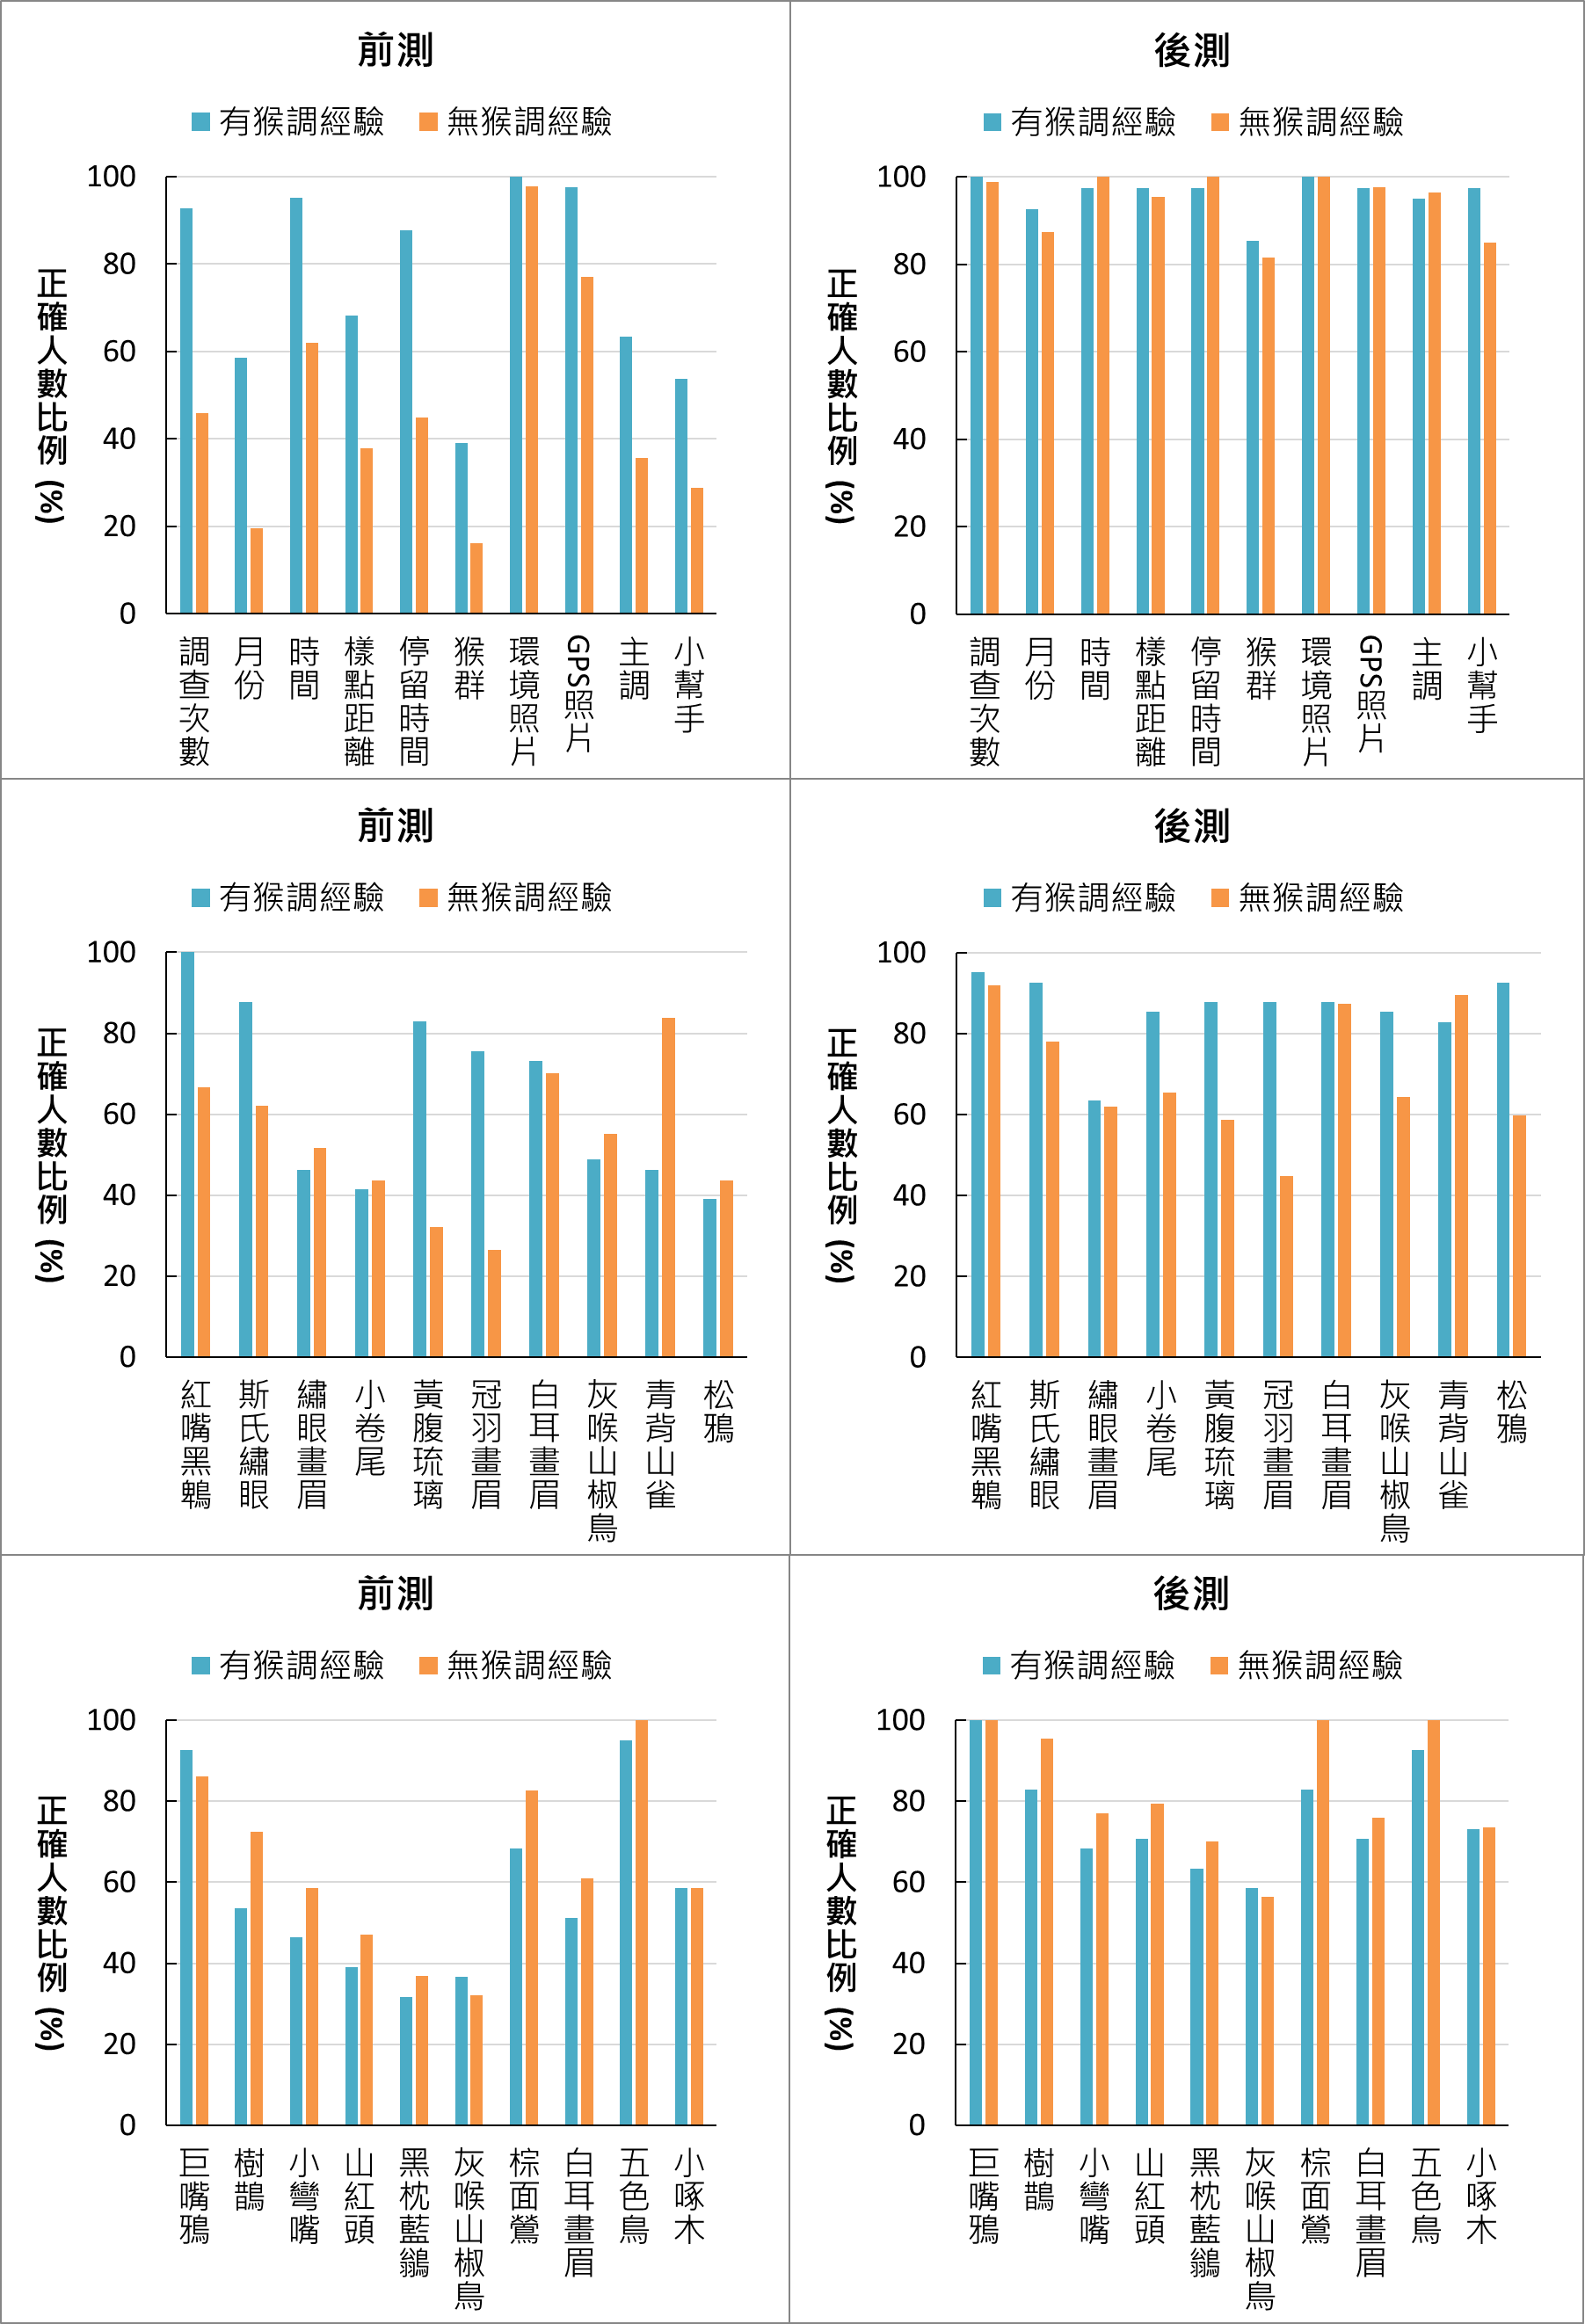 前測
有猴調經驗 無猴調經驗
正確人數比例 (%)
100
80
60
40
20
0
調查次數 月份 時間 樣點距離 停留時間 猴群 環境照片 GPS照片 主調 小幫手
後測
有猴調經驗 無猴調經驗
正確人數比例 (%)
100
80
60
40
20
0
調查次數 月份 時間 樣點距離 停留時間 猴群 環境照片 GPS照片 主調 小幫手
前測
有猴調經驗 無猴調經驗
正確人數比例 (%)
100
80
60
40
20
0
紅嘴黑鵯 斯氏繡眼 繡眼畫眉 小卷尾 黃腹琉璃 冠羽畫眉 白耳畫眉 灰喉山椒鳥 青背山雀 松鴉
後測
有猴調經驗 無猴調經驗
正確人數比例 (%)
100
80
60
40
20
0
紅嘴黑鵯 斯氏繡眼 繡眼畫眉 小卷尾 黃腹琉璃 冠羽畫眉 白耳畫眉 灰喉山椒鳥 青背山雀 松鴉
前測
有猴調經驗 無猴調經驗
正確人數比例 (%)
100
80
60
40
20
0
巨嘴鴉 樹鵲 小彎嘴 山紅頭 黑枕藍鶲 灰喉山椒鳥 棕面鶯 白耳畫眉 五色鳥 小啄木
後測
有猴調經驗 無猴調經驗
正確人數比例 (%)
100
80
60
40
20
0
巨嘴鴉 樹鵲 小彎嘴 山紅頭 黑枕藍鶲 灰喉山椒鳥 棕面鶯 白耳畫眉 五色鳥 小啄木